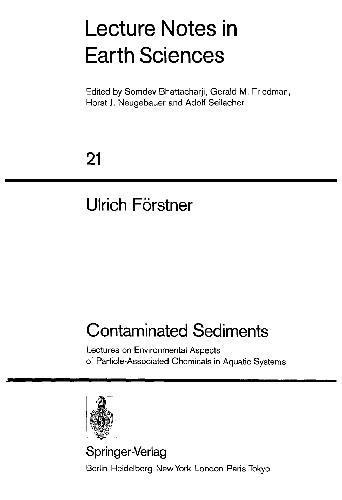 Lecture Notes in
Earth Sciences
Edited by Somdev Bhattacharji, Gerald M. Friedman,
Horst J. Neugebauer and Adolf Seilacher
21
Ulrich Förstner
Contaminated Sediments
Lectures on Environmental Aspects
of Particle-Associated Chemicals in Aquatic Systems
Springer-Verlag
Berlin Heidelberg New York London Paris Tokyo